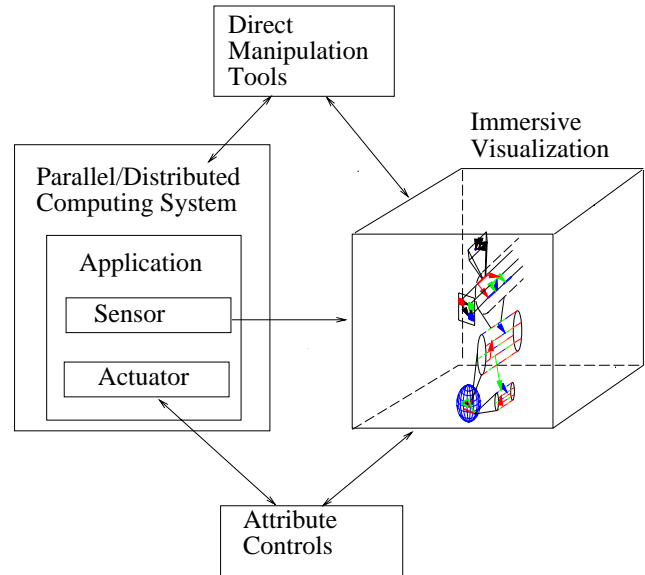 Direct
Manipulation
Tools
Immersive
Visualization
Parallel/Distributed
Computing System
Application
Sensor
Actuator
Attribute
Controls